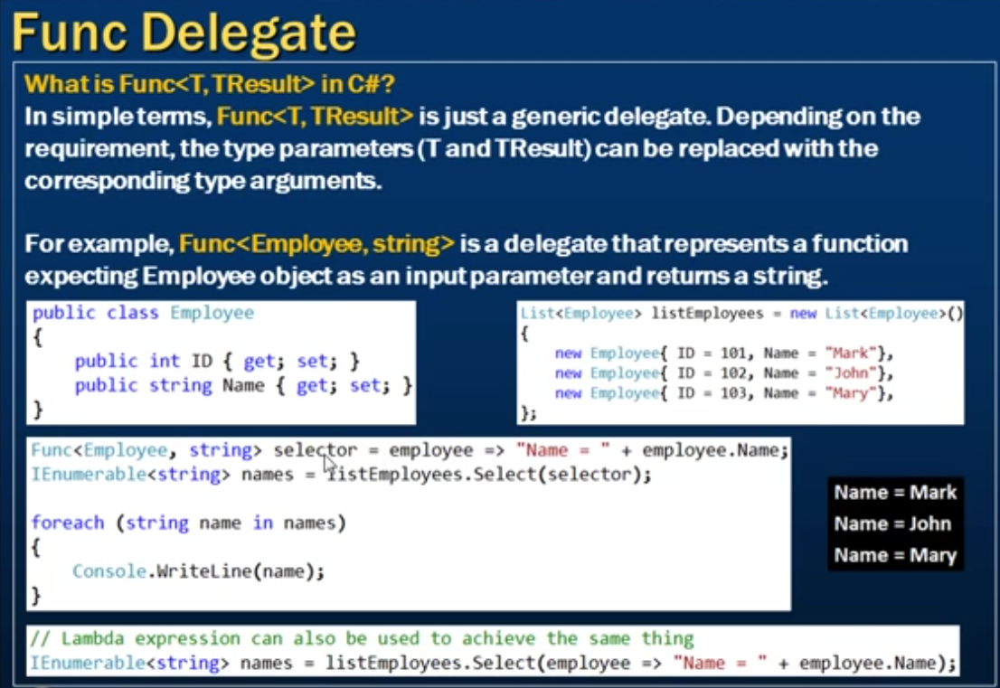 Func Delegate
What is Func<T, TResult> in C#?
In simple terms, Func<T, TResult> is just a generic delegate. Depending on the
requirement, the type parameters (T and TResult) can be replaced with the
corresponding type arguments.
For example, Func<Employee, string> is a delegate that represents a function
expecting Employee object as an input parameter and returns a string.
public class Employee
{
    public int ID { get; set; }
    public string Name { get; set; }
}
List<Employee> listEmployees = new List<Employee>()
{
    new Employee{ ID = 101, Name = "Mark"},
    new Employee{ ID = 102, Name = "John"},
    new Employee{ ID = 103, Name = "Mary"},
};
Func<Employee, string> selector = employee => "Name = " + employee.Name;
IEnumerable<string> names = listEmployees.Select(selector);
foreach (string name in names)
{
    Console.WriteLine(name);
}
Name = Mark
Name = John
Name = Mary
// Lambda expression can also be used to achieve the same thing
IEnumerable<string> names = listEmployees.Select(employee => "Name = " + employee.Name);